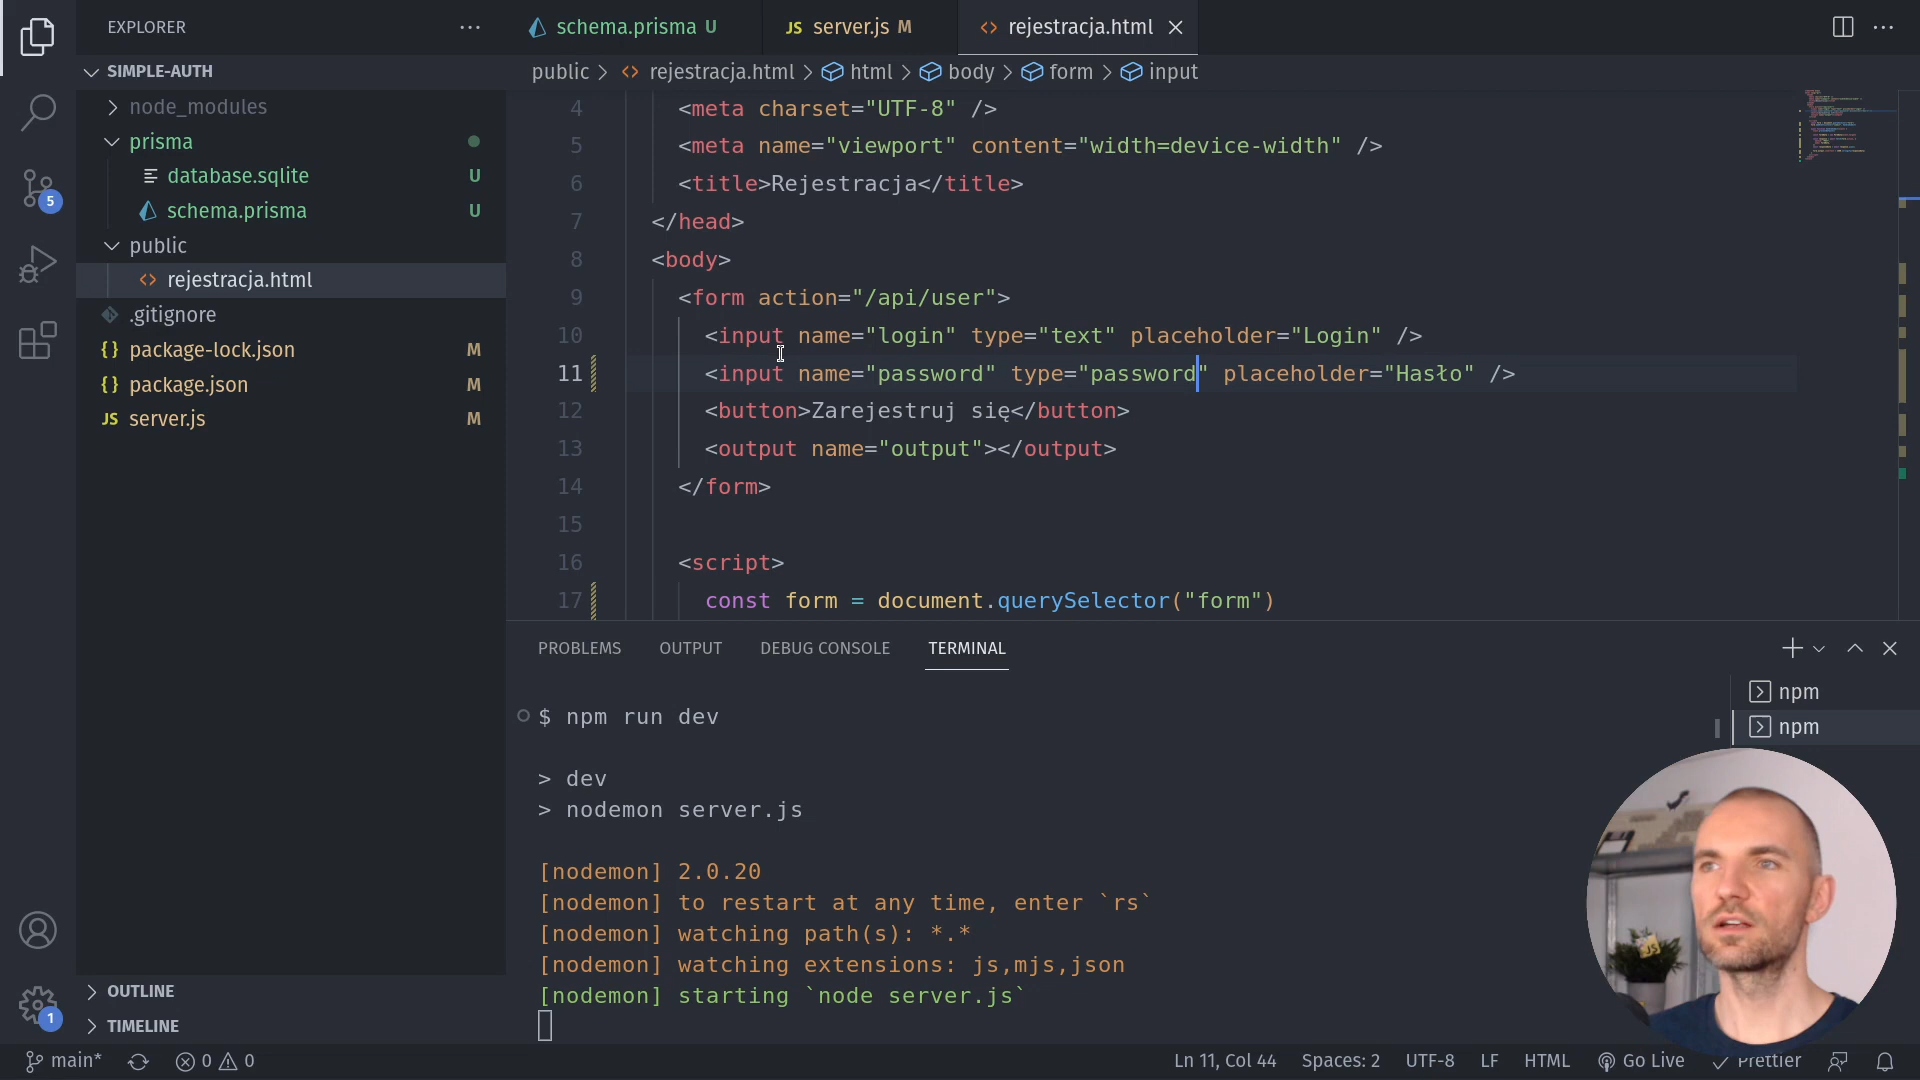 EXPLORER
SIMPLE-AUTH
node_modules
prisma
database.sqlite U
schema.prisma U
public
rejestracja.html
.gitignore
{} package-lock.json M
{} package.json M
JS server.js M
OUTLINE
TIMELINE
5
1
schema.prisma U
JS server.js M
rejestracja.html
public > rejestracja.html > html > body > form > input
4 <meta charset="UTF-8" />
5 <meta name="viewport" content="width=device-width" />
6 <title>Rejestracja</title>
7 </head>
8 <body>
9 <form action="/api/user">
10 <input name="login" type="text" placeholder="Login" />
11 <input name="password" type="password" placeholder="Hasło" />
12 <button>Zarejestruj się</button>
13 <output name="output"></output>
14 </form>
15
16 <script>
17 const form = document.querySelector("form")
PROBLEMS OUTPUT DEBUG CONSOLE TERMINAL
$ npm run dev
> dev
> nodemon server.js
[nodemon] 2.0.20
[nodemon] to restart at any time, enter `rs`
[nodemon] watching path(s): *.*
[nodemon] watching extensions: js,mjs,json
[nodemon] starting `node server.js`
npm
npm
JS
main* 0 0 Ln 11, Col 44 Spaces: 2 UTF-8 LF HTML Go Live Prettier